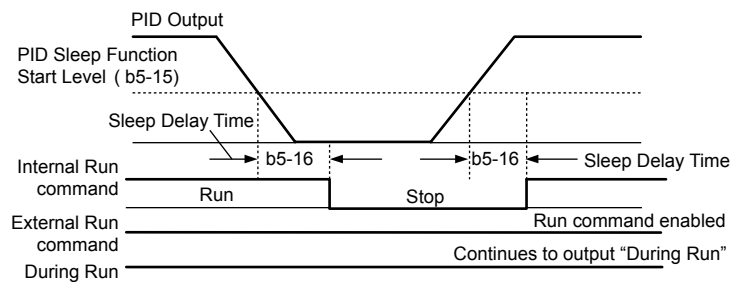 PID Output
PID Sleep Function
Start Level ( b5-15)
Sleep Delay Time
b5-16
b5-16
Sleep Delay Time
Internal Run
command
Run
Stop
External Run
command
Run command enabled
Continues to output “During Run”
During Run